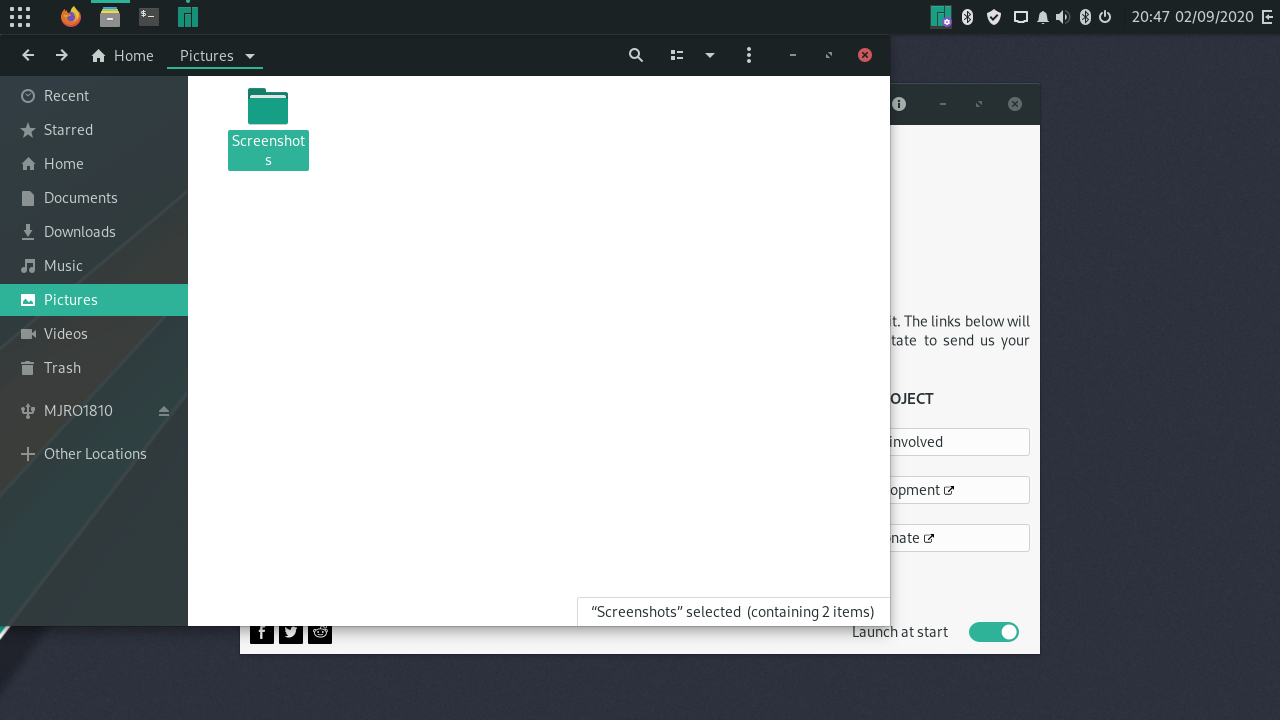 20:47 02/09/2020
Home
Pictures
Recent
Starred
Home
Documents
Downloads
Music
Pictures
Videos
Trash
MJRO1810
Other Locations
Screenshot
s
it. The links below will
tate to send us your
OJECT
involved
opment
nate
“Screenshots” selected (containing 2 items)
Launch at start